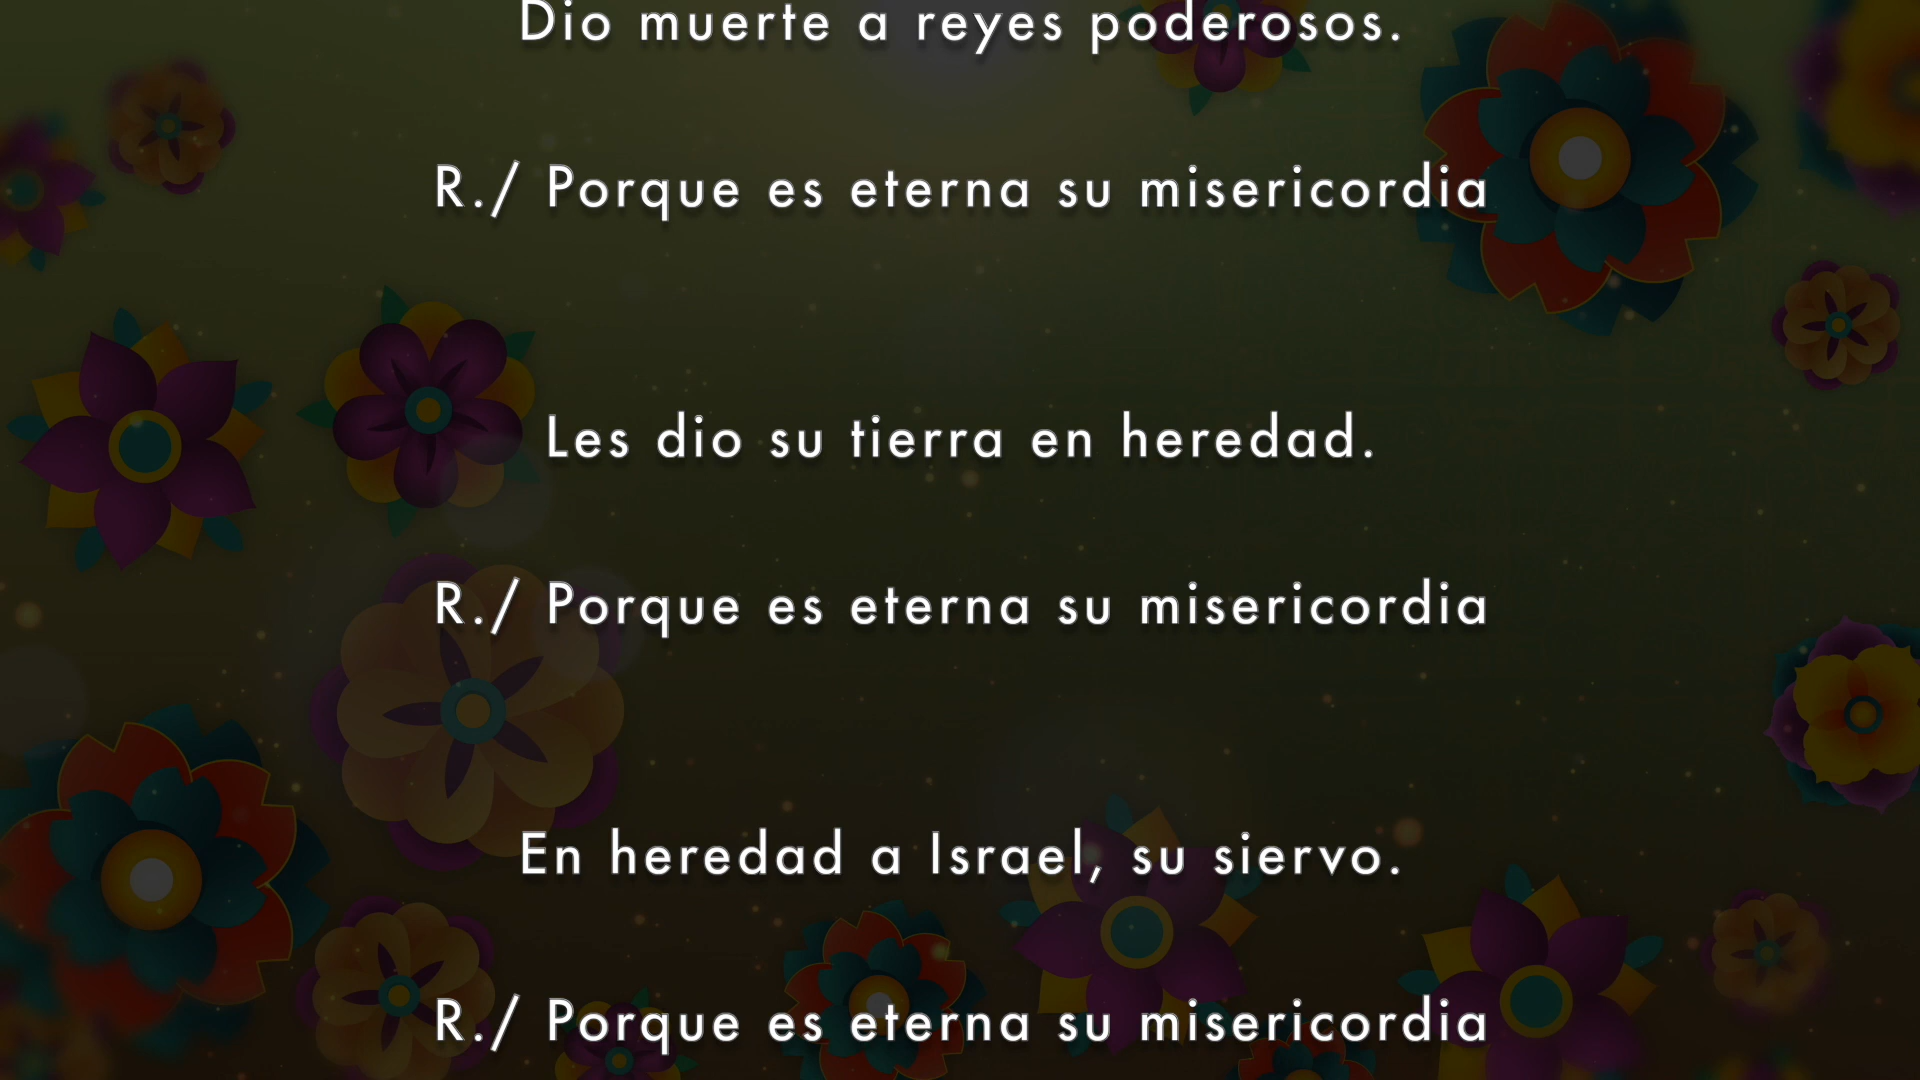 Dio muerte a reyes poderosos.
R./ Porque es eterna su misericordia
Les dio su tierra en heredad.
R./ Porque es eterna su misericordia
En heredad a Israel, su siervo.
R./ Porque es eterna su misericordia